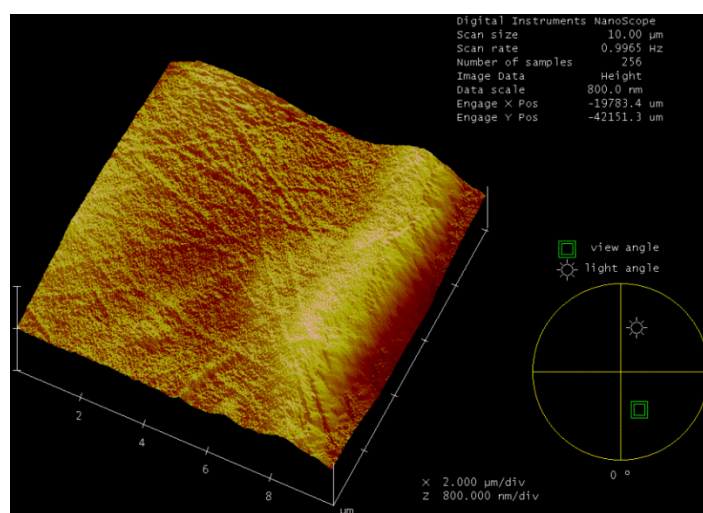 Digital Instruments NanoScope
Scan size 10.00 µm
Scan rate 0.9965 Hz
Number of samples 256
Image Data Height
Data scale 800.0 nm
Engage X Pos -19783.4 um
Engage Y Pos -42151.3 um
view angle
light angle
2
4
6
8
µm
X 2.000 µm/div
Z 800.000 nm/div
0 °